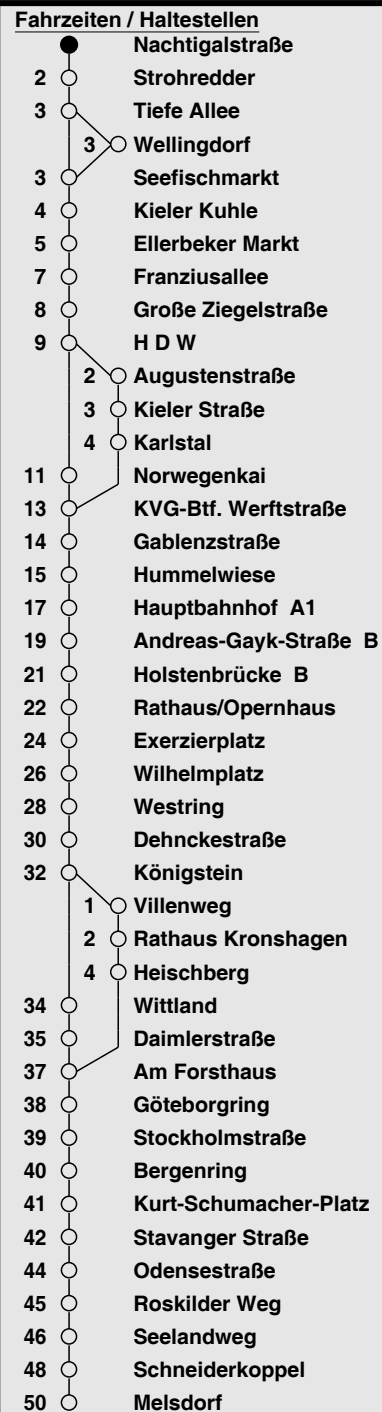 Fahrzeiten / Haltestellen
Nachtigalstraße
2 Strohredder
3 Tiefe Allee
3 Wellingdorf
3 Seefischmarkt
4 Kieler Kuhle
5 Ellerbeker Markt
7 Franziusallee
8 Große Ziegelstraße
9 H D W
2 Augustenstraße
3 Kieler Straße
4 Karlstal
11 Norwegenkai
13 KVG-Btf. Werftstraße
14 Gablenzstraße
15 Hummelwiese
17 Hauptbahnhof A1
19 Andreas-Gayk-Straße B
21 Holstenbrücke B
22 Rathaus/Opernhaus
24 Exerzierplatz
26 Wilhelmplatz
28 Westring
30 Dehnckestraße
32 Königstein
1 Villenweg
2 Rathaus Kronshagen
4 Heischberg
34 Wittland
35 Daimlerstraße
37 Am Forsthaus
38 Göteborgring
39 Stockholmstraße
40 Bergenring
41 Kurt-Schumacher-Platz
42 Stavanger Straße
44 Odensestraße
45 Roskilder Weg
46 Seelandweg
48 Schneiderkoppel
50 Melsdorf